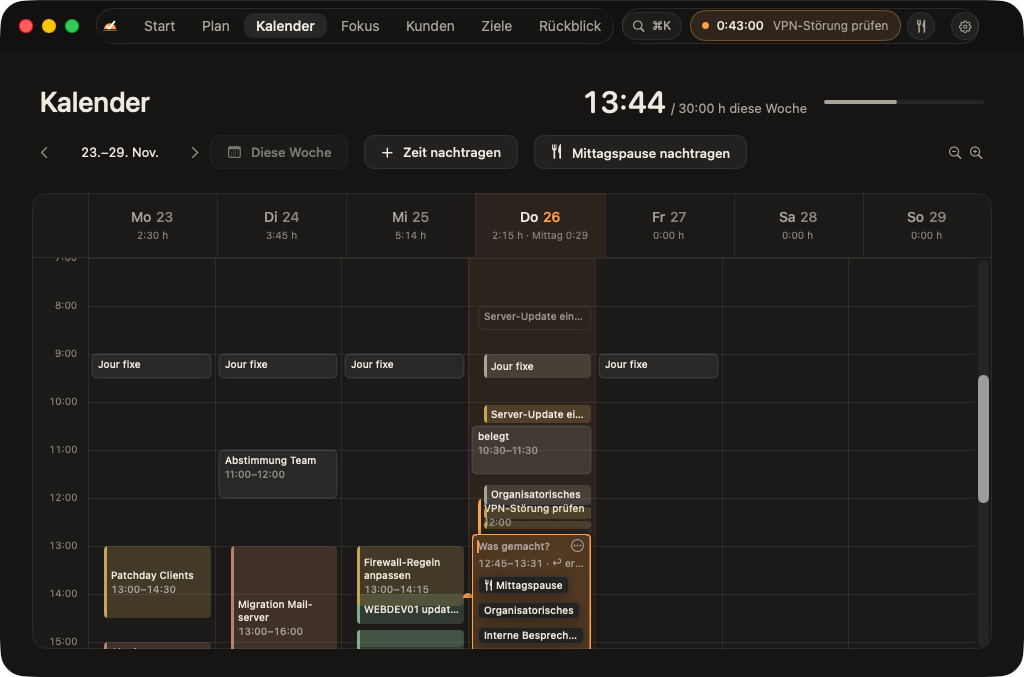 Start Plan Kalender Fokus Kunden Ziele Rückblick ⌘K 0:43:00 VPN-Störung prüfen
Kalender
13:44 / 30:00 h diese Woche
23.–29. Nov. Diese Woche + Zeit nachtragen Mittagspause nachtragen
Mo 23 Di 24 Mi 25 Do 26 Fr 27 Sa 28 So 29
2:30 h 3:45 h 5:14 h 2:15 h · Mittag 0:29 0:00 h 0:00 h 0:00 h
7:00
8:00
Server-Update ein…
9:00
Jour fixe Jour fixe Jour fixe Jour fixe Jour fixe
10:00
Server-Update ei…
belegt
10:30–11:30
11:00
Abstimmung Team
11:00–12:00
12:00
Organisatorisches
VPN-Störung prüfen
12:00
13:00
Was gemacht?
12:45–13:31 · ↩ er…
Mittagspause
Organisatorisches
Interne Besprech…
Patchday Clients
13:00–14:30
Migration Mail-
server
13:00–16:00
Firewall-Regeln
anpassen
13:00–14:15
WEBDEV01 updat…
14:00
15:00